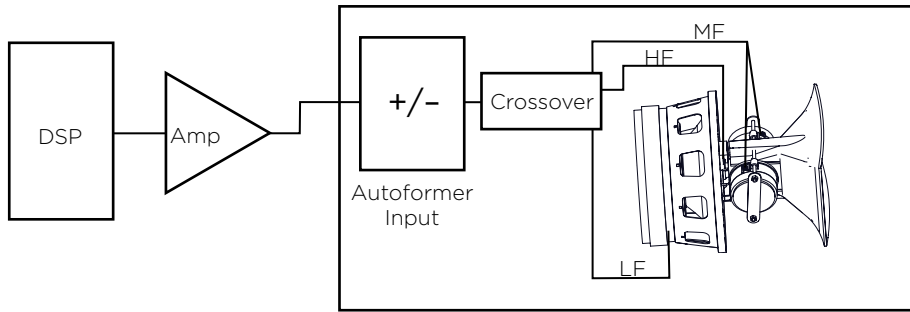 DSP
Amp
+/-
Autoformer
Input
Crossover
MF
HF
LF